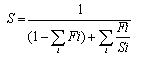 S = 1 / ((1 − ∑_i Fi) + ∑_i Fi/Si)